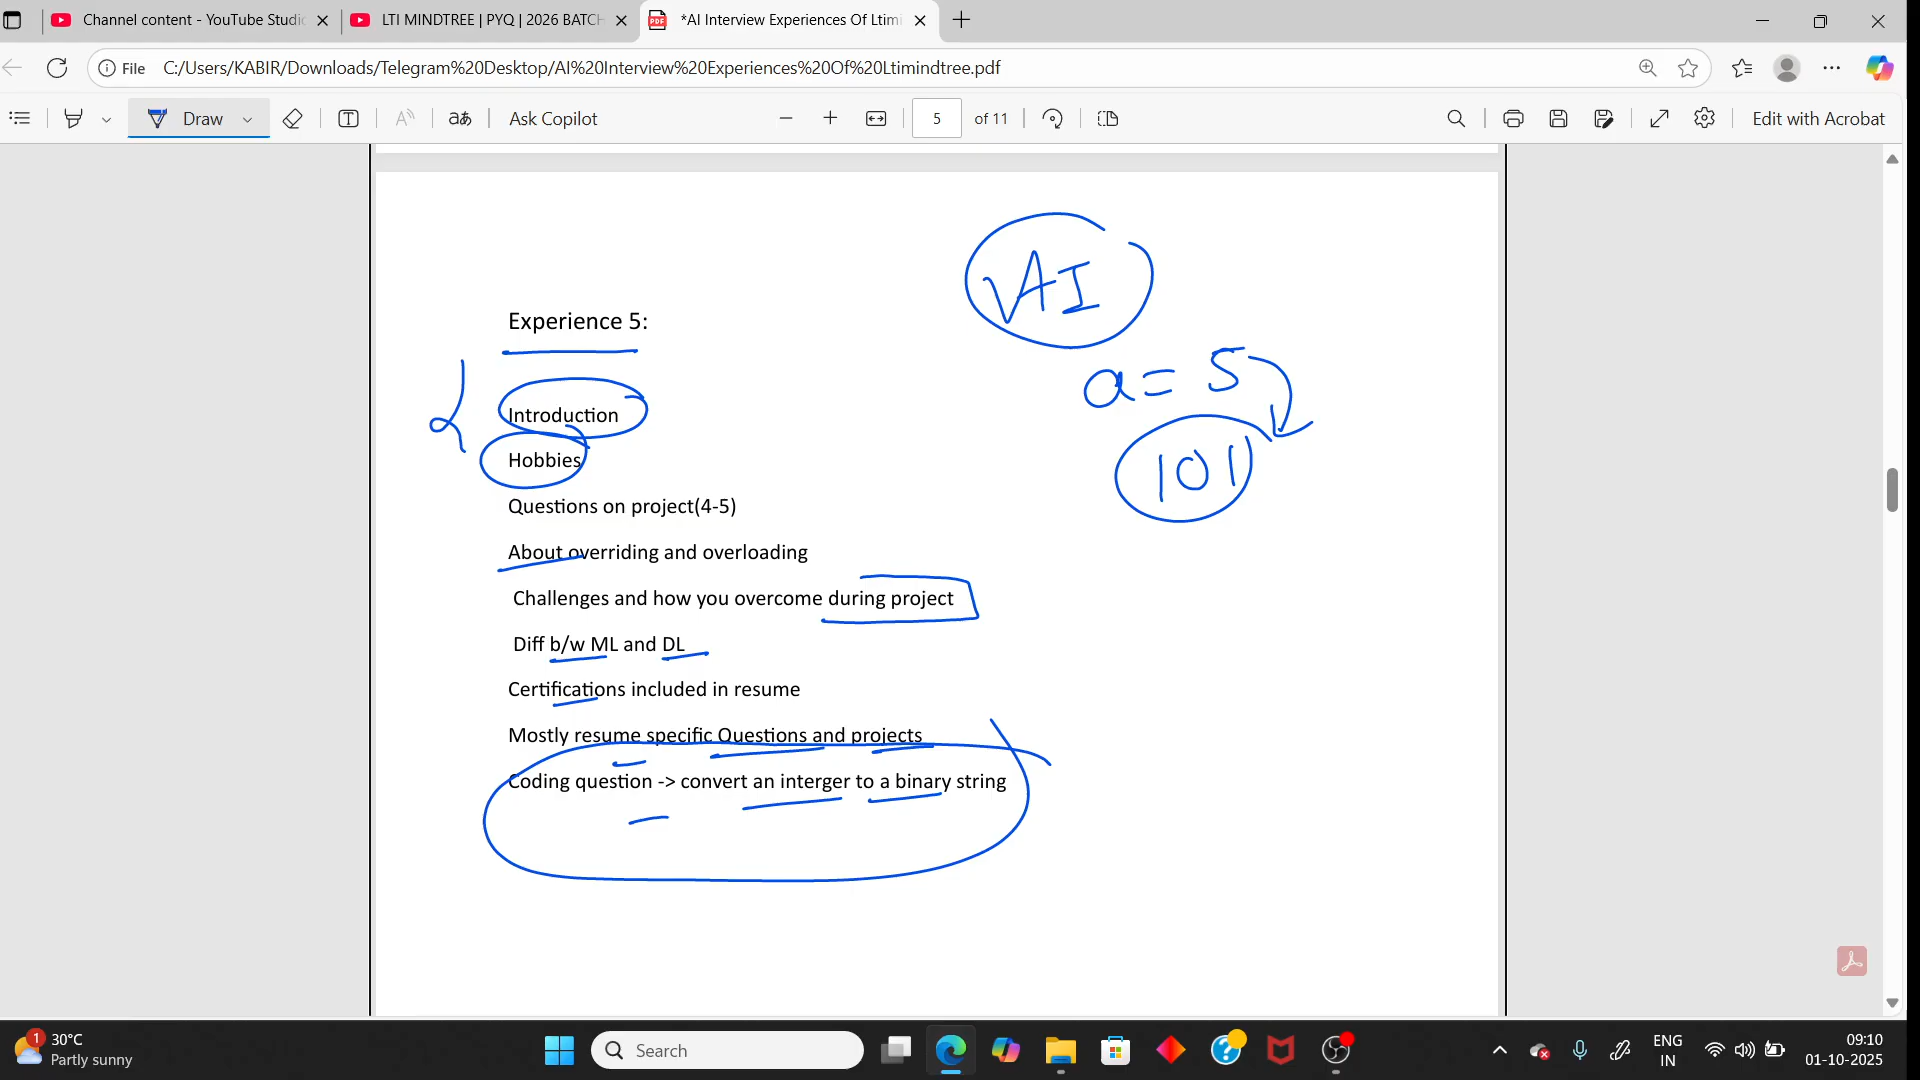 Channel content - YouTube Studio
LTI MINDTREE | PYQ | 2026 BATCH
*AI Interview Experiences Of Ltimi
File
C:/Users/KABIR/Downloads/Telegram%20Desktop/AI%20Interview%20Experiences%20Of%20Ltimindtree.pdf
Draw
Ask Copilot
5 of 11
Edit with Acrobat
AI
Experience 5:
a = 5
Introduction
101
Hobbies
Questions on project(4-5)
About overriding and overloading
Challenges and how you overcome during project
Diff b/w ML and DL
Certifications included in resume
Mostly resume specific Questions and projects
Coding question -> convert an interger to a binary string
1
30°C
Partly sunny
Search
ENG
IN
09:10
01-10-2025